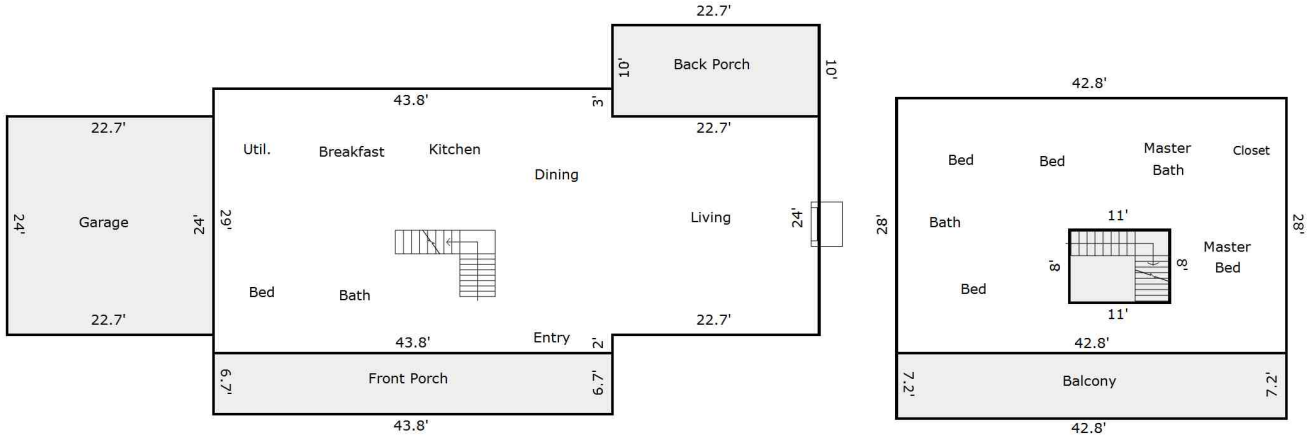 22.7'
10'
Back Porch
10'
43.8'
3'
22.7'
22.7'
Util.
Breakfast
Kitchen
Dining
24'
Garage
24'
29'
Living
24'
Bed
Bath
22.7'
43.8'
Entry
2'
22.7'
6.7'
Front Porch
6.7'
43.8'
42.8'
Bed
Bed
Master
Bath
Closet
28'
Bath
11'
28'
8'
8'
Master
Bed
Bed
11'
42.8'
7.2'
Balcony
7.2'
42.8'